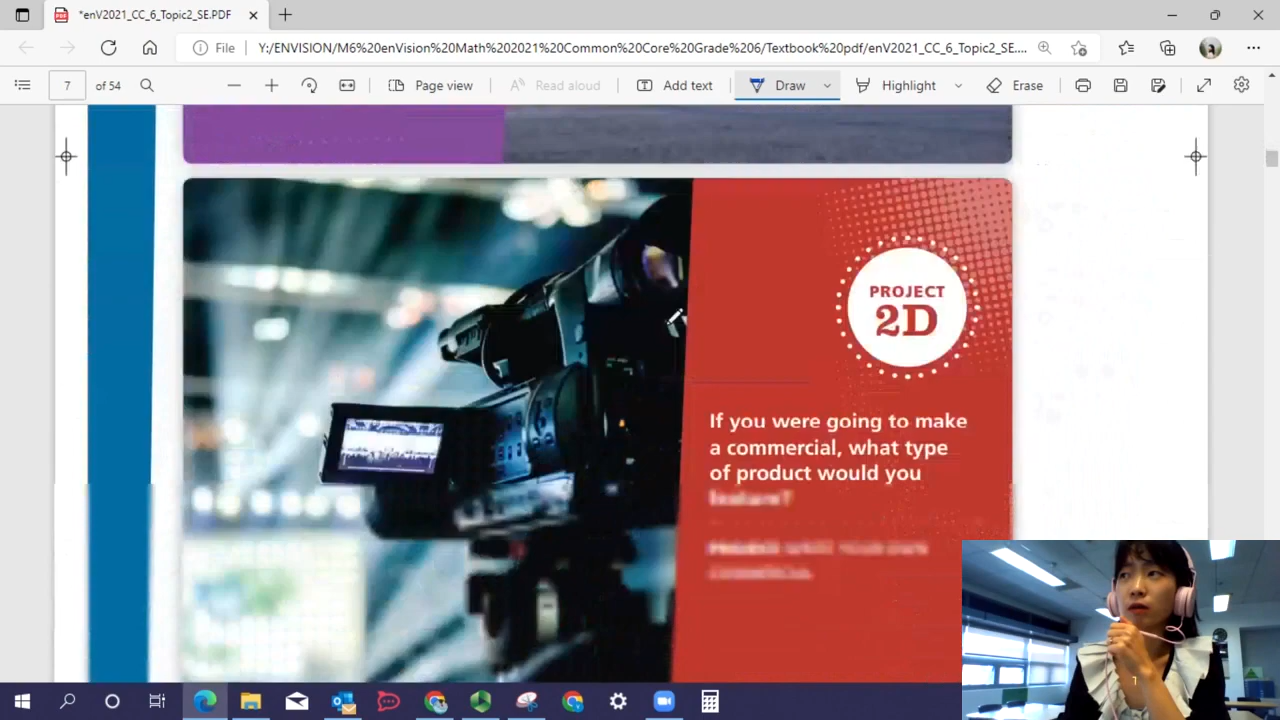 *enV2021_CC_6_Topic2_SE.PDF
File
Y:/ENVISION/M6%20enVision%20Math%202021%20Common%20Core%20Grade%206/Textbook%20pdf/enV2021_CC_6_Topic2_SE....
7 of 54
Page view
Read aloud
Add text
Draw
Highlight
Erase
PROJECT
2D
If you were going to make
a commercial, what type
of product would you
feature?